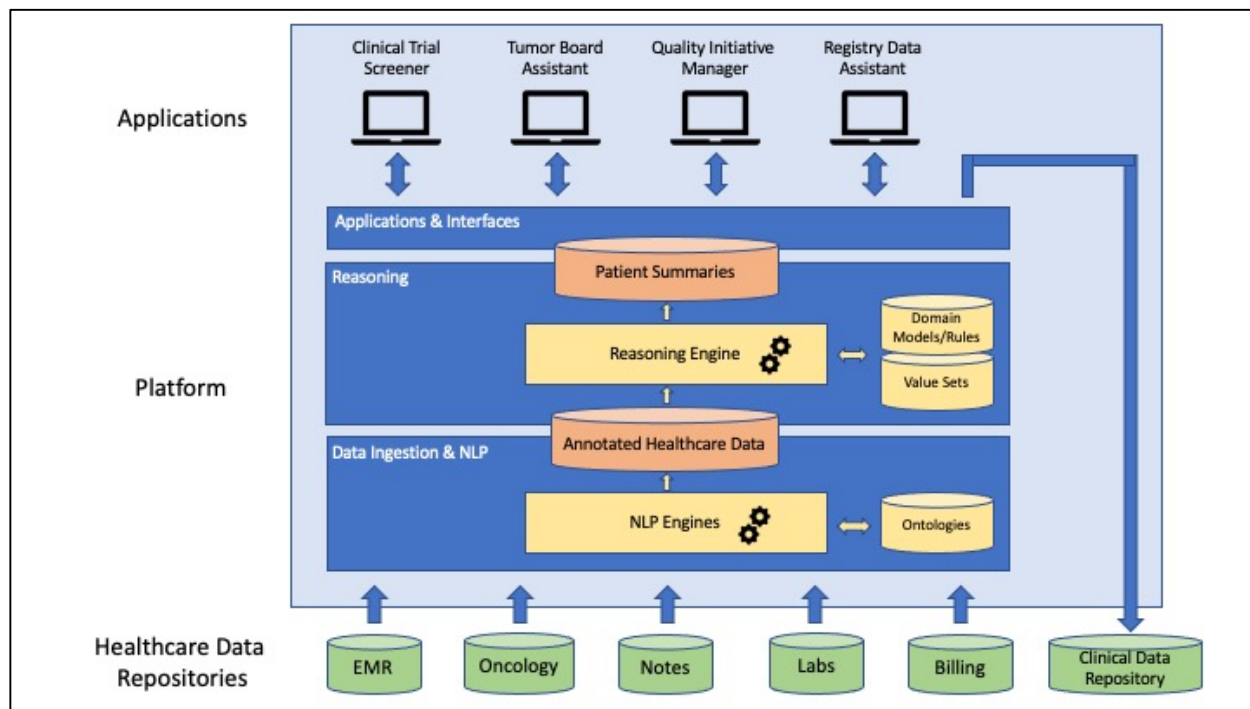 Clinical Trial
Screener
Tumor Board
Assistant
Quality Initiative
Manager
Registry Data
Assistant
Applications
Applications & Interfaces
Patient Summaries
Reasoning
Domain
Models/Rules
Reasoning Engine
Value Sets
Platform
Annotated Healthcare Data
Data Ingestion & NLP
NLP Engines
Ontologies
Healthcare Data
Repositories
EMR
Oncology
Notes
Labs
Billing
Clinical Data
Repository